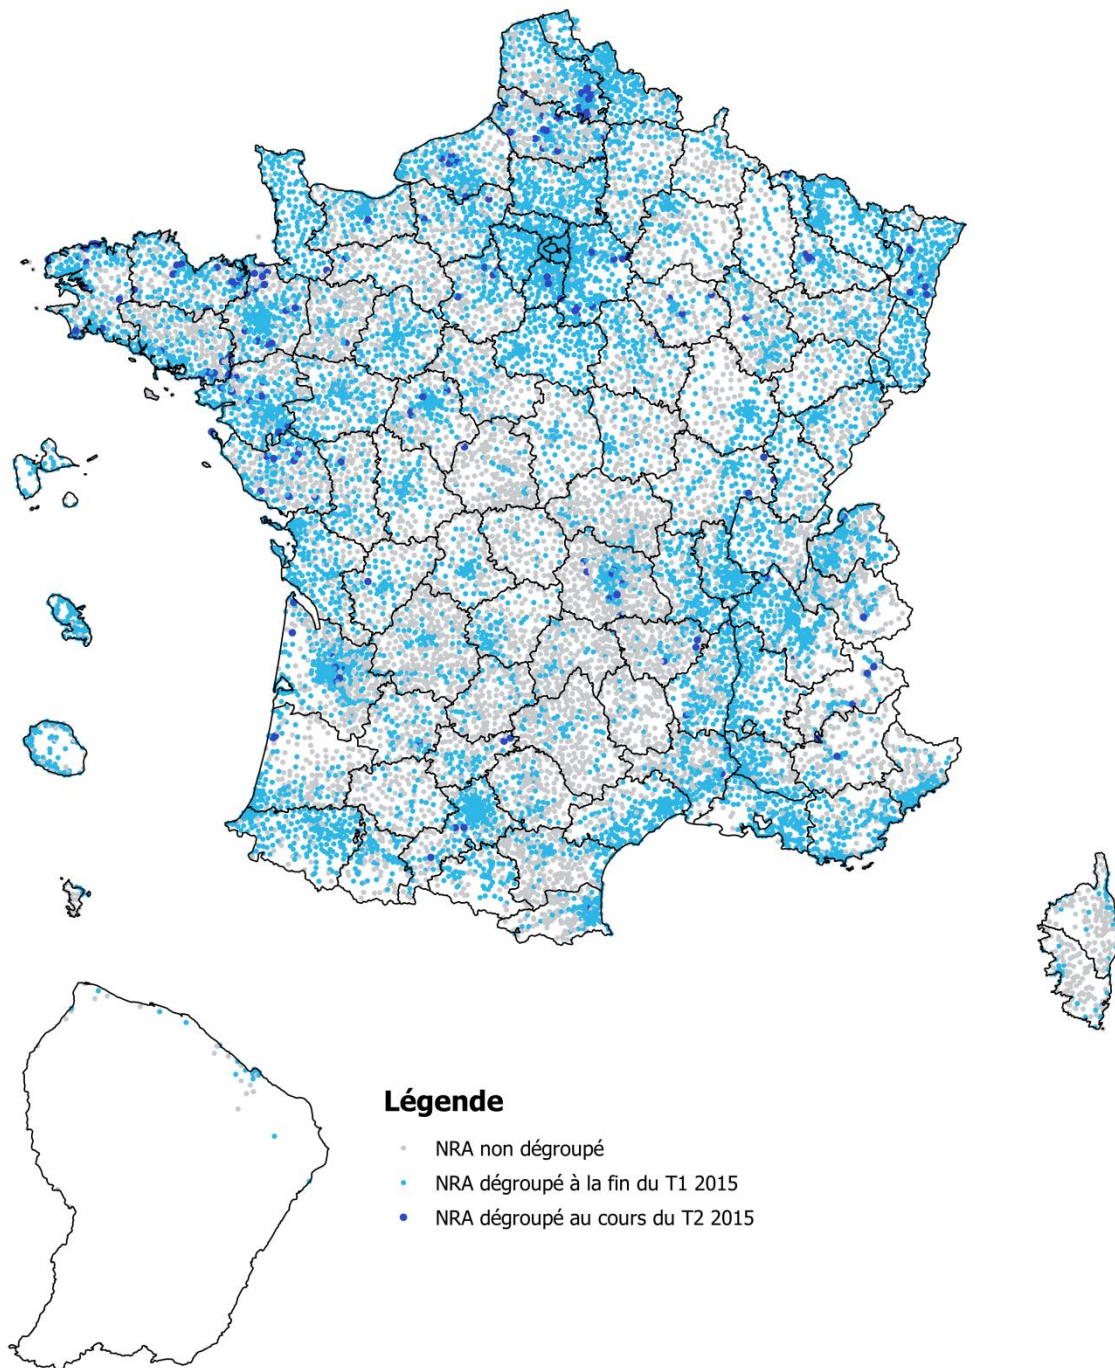 Légende
NRA non dégroupé
NRA dégroupé à la fin du T1 2015
NRA dégroupé au cours du T2 2015